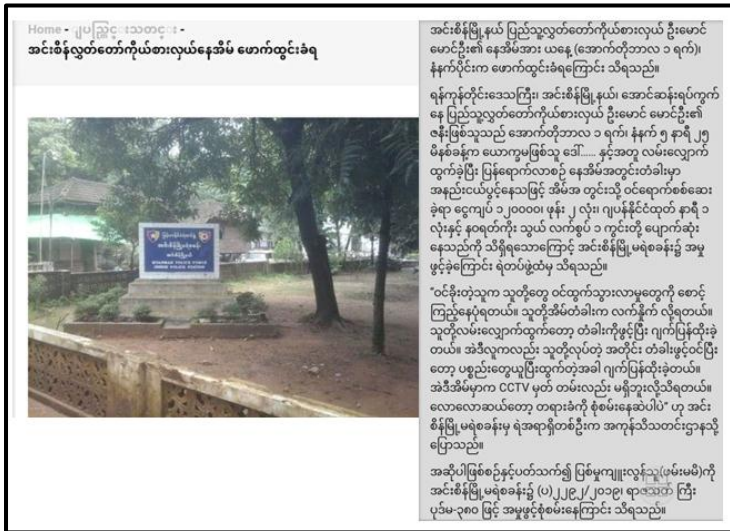 Home - ျပည္တြင္းသတင္း -
အင်းစိန်လွှတ်တော်ကိုယ်စားလှယ်နေအိမ် ဖောက်ထွင်းခံရ
MYANMAR POLICE FORCE
အင်းစိန်မြို့နယ် ပြည်သူ့လွှတ်တော်ကိုယ်စားလှယ် ဦးမောင်
မောင်ဦး၏ နေအိမ်အား ယနေ့ (အောက်တိုဘာလ ၁ ရက်)၊
နံနက်ပိုင်းက ဖောက်ထွင်းခံရကြောင်း သိရသည်။
ရန်ကုန်တိုင်းဒေသကြီး၊ အင်းစိန်မြို့နယ်၊ အောင်ဆန်းရပ်ကွက်
နေ ပြည်သူ့လွှတ်တော်ကိုယ်စားလှယ် ဦးမောင် မောင်ဦး၏
ဇနီးဖြစ်သူသည် အောက်တိုဘာလ ၁ ရက်၊ နံနက် ၅ နာရီ ၂၅
မိနစ်ခန့်က ယောက္ခမဖြစ်သူ ဒေါ်..... နှင့်အတူ လမ်းလျှောက်
ထွက်ခဲ့ပြီး ပြန်ရောက်လာစဉ် နေအိမ်အတွင်းတံခါးမှာ
အနည်းငယ်ပွင့်နေသဖြင့် အိမ်အ တွင်းသို့ ဝင်ရောက်စစ်ဆေး
ခဲ့ရာ ငွေကျပ် ၁၂၀၀၀၀၊ ဖုန်း ၂ လုံး၊ ဂျပန်နိုင်ငံထုတ် နာရီ ၁
လုံးနှင့် နဝရတ်ကိုး သွယ် လက်စွပ် ၁ ကွင်းတို့ ပျောက်ဆုံး
နေသည်ကို သိရှိရသောကြောင့် အင်းစိန်မြို့မရဲစခန်း၌ အမှု
ဖွင့်ခဲ့ကြောင်း ရဲတပ်ဖွဲ့ထံမှ သိရသည်။
"ဝင်ခိုးတဲ့သူက သူတို့တွေ ဝင်ထွက်သွားလာမှုတွေကို စောင့်
ကြည့်နေပုံရတယ်။ သူတို့အိမ်တံခါးက လက်နှိုက် လို့ရတယ်။
သူတို့လမ်းလျှောက်ထွက်တော့ တံခါးကိုဖွင့်ပြီး ဂျက်ပြန်ထိုးခဲ့
တယ်။ အဲဒီလူကလည်း သူတို့လုပ်တဲ့ အတိုင်း တံခါးဖွင့်ဝင်ပြီး
တော့ ပစ္စည်းတွေယူပြီးထွက်တဲ့အခါ ဂျက်ပြန်ထိုးခဲ့တယ်။
အဲဒီအိမ်မှာက CCTV မှတ် တမ်းလည်း မရှိဘူးလို့သိရတယ်။
လောလောဆယ်တော့ တရားခံကို စုံစမ်းနေဆဲပါပဲ" ဟု အင်း
စိန်မြို့မရဲစခန်းမှ ရဲအရာရှိတစ်ဦးက အကုန်သိသတင်းဌာနသို့
ပြောသည်။
အဆိုပါဖြစ်စဉ်နှင့်ပတ်သက်၍ ပြစ်မှုကျူးလွန်သူ(ဖမ်းမမိ)ကို
အင်းစိန်မြို့မရဲစခန်း၌ (ပ)၂၂၉၂/၂၀၁၉၊ ရာဇသတ် ကြီး
ပုဒ်မ-၃၈၀ ဖြင့် အမှုဖွင့်စုံစမ်းနေကြောင်း သိရသည်။